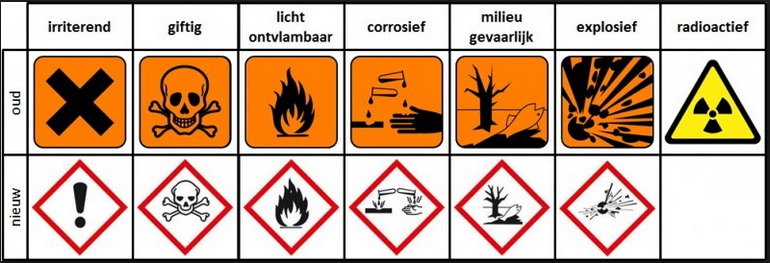 irriterend
giftig
licht
ontvlambaar
corrosief
milieu
gevaarlijk
explosief
radioactief
oud
nieuw